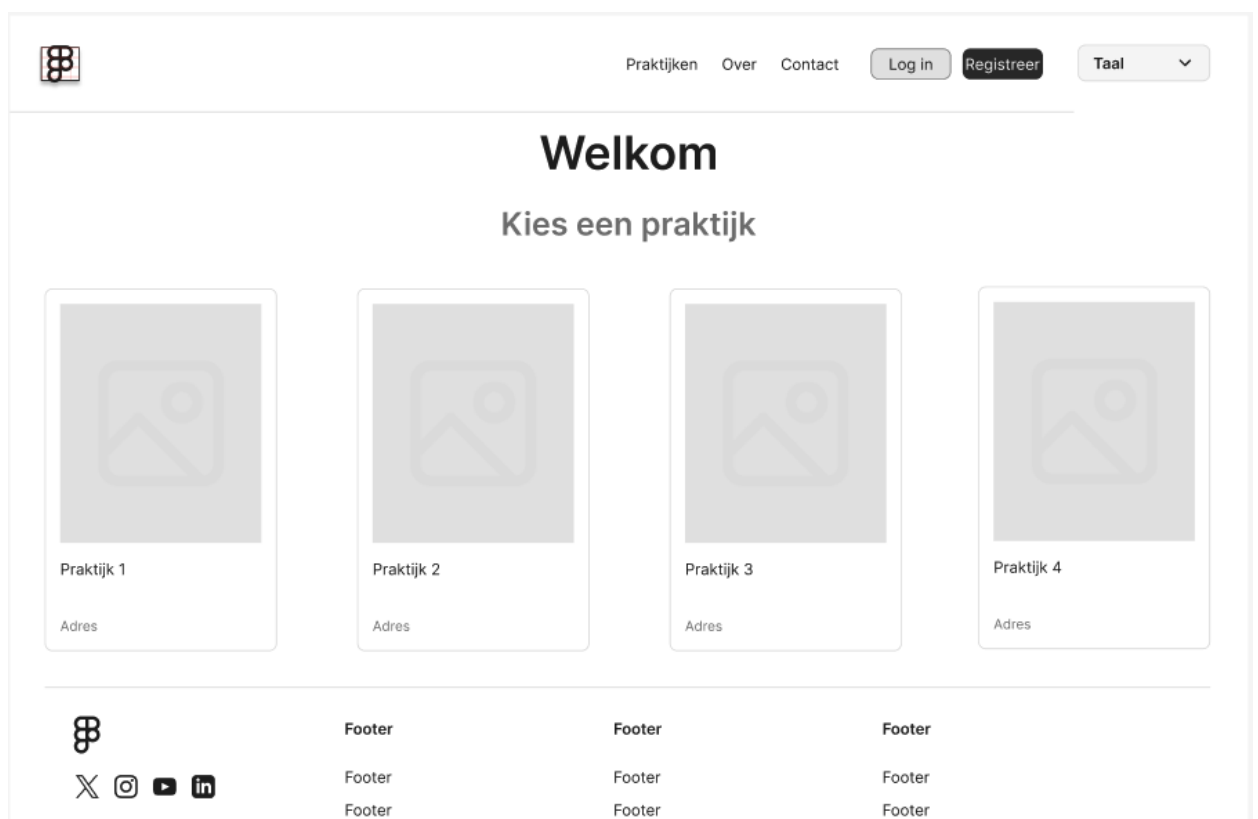 Praktijken Over Contact Log in Registreer Taal
Welkom
Kies een praktijk
Praktijk 1 Praktijk 2 Praktijk 3 Praktijk 4
Adres Adres Adres Adres
Footer Footer Footer
Footer Footer Footer
Footer Footer Footer